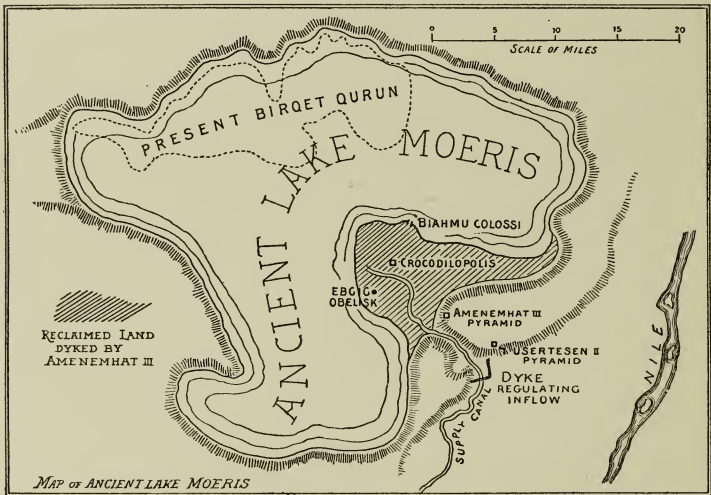 SCALE OF MILES
0 5 10 15 20
PRESENT BIRQET QURUN
ANCIENT LAKE MOERIS
BIAHMU COLOSSI
CROCODILOPOLIS
EBGIG
OBELISK
AMENEMHAT III
PYRAMID
USERTESEN II
PYRAMID
DYKE
REGULATING
INFLOW
SUPPLY CANAL
NILE
RECLAIMED LAND
DYKED BY
AMENEMHAT III
MAP OF ANCIENT LAKE MOERIS